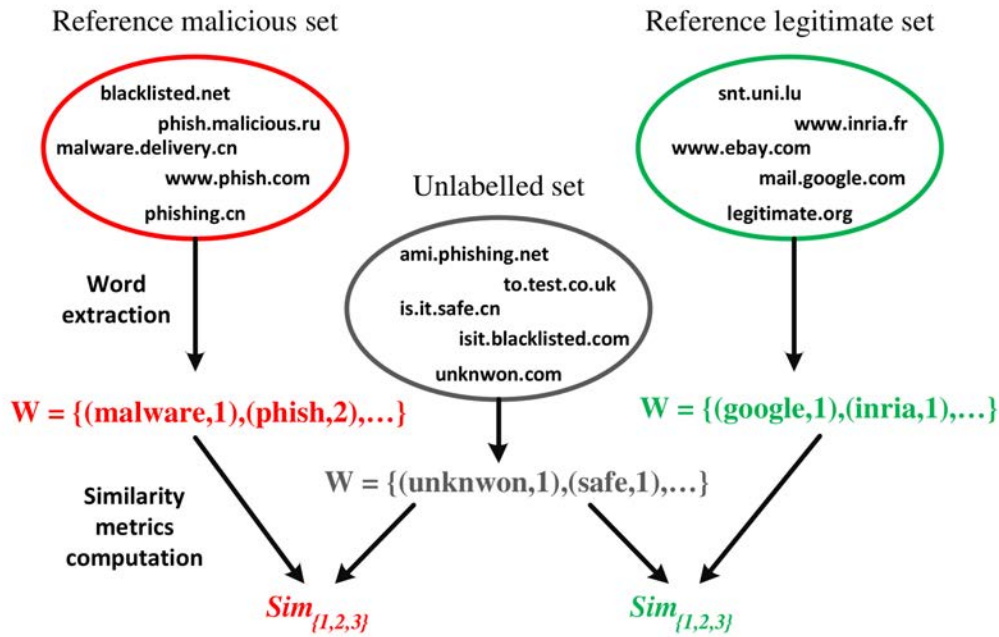 Reference malicious set
Reference legitimate set
blacklisted.net
phish.malicious.ru
malware.delivery.cn
www.phish.com
phishing.cn
snt.uni.lu
www.inria.fr
www.ebay.com
mail.google.com
legitimate.org
Unlabelled set
ami.phishing.net
to.test.co.uk
is.it.safe.cn
isit.blacklisted.com
unknwon.com
Word
extraction
W = {(malware,1),(phish,2),…}
W = {(google,1),(inria,1),…}
W = {(unknwon,1),(safe,1),…}
Similarity
metrics
computation
Sim{1,2,3}
Sim{1,2,3}